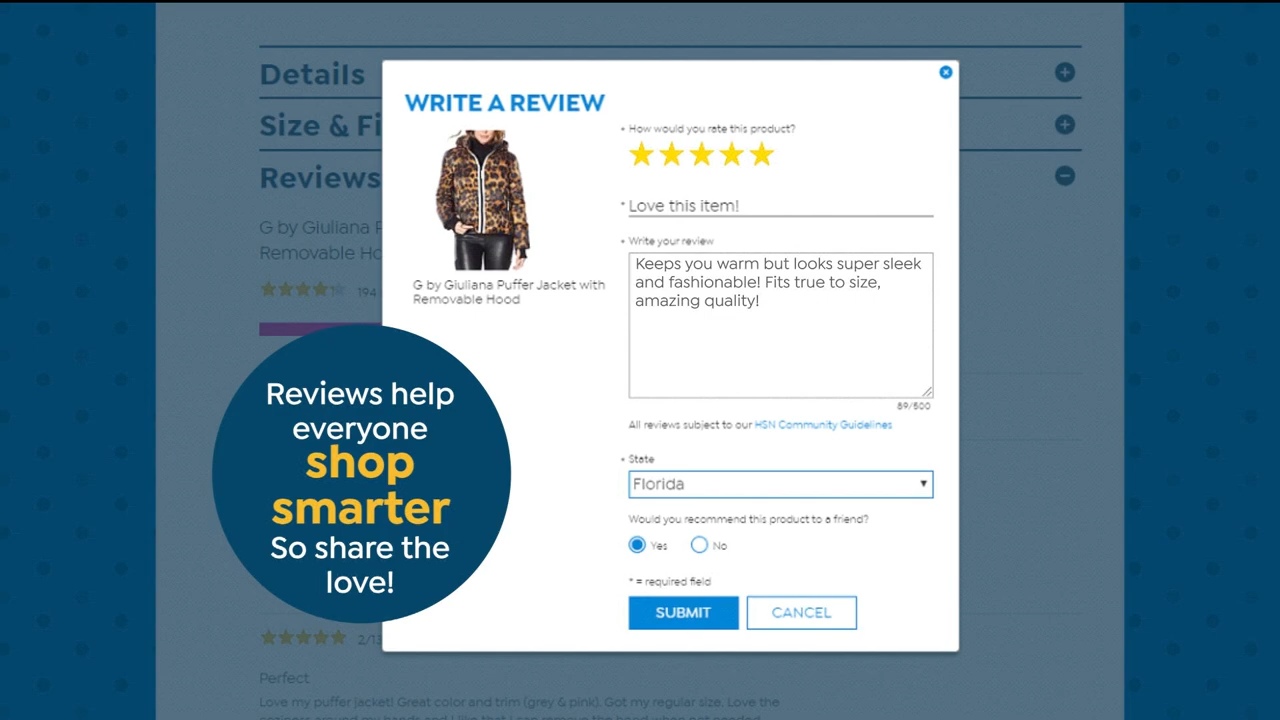 Details
Size & Fi
Reviews
G by Giuliana P
Removable Ho
194
WRITE A REVIEW
G by Giuliana Puffer Jacket with
Removable Hood
* How would you rate this product?
* Love this item!
* Write your review
Keeps you warm but looks super sleek
and fashionable! Fits true to size,
amazing quality!
89/500
All reviews subject to our HSN Community Guidelines
* State
Florida
Would you recommend this product to a friend?
Yes No
* = required field
SUBMIT CANCEL
Reviews help
everyone
shop
smarter
So share the
love!
2/13
Perfect
Love my puffer jacket! Great color and trim (grey & pink). Got my regular size. Love the